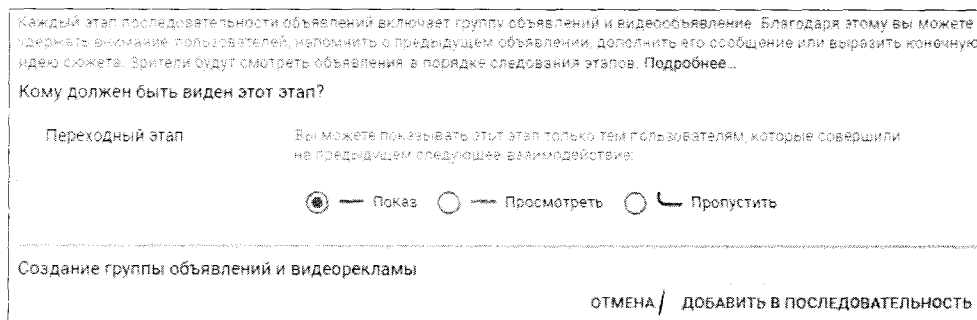 Каждый этап последовательности объявлений включает группу объявлений и видеообъявление. Благодаря этому вы можете
удержать внимание пользователей, напомнить о предыдущем объявлении, дополнить его сообщение или выразить конечную
идею сюжета. Зрители будут смотреть объявления в порядке следования этапов. Подробнее...
Кому должен быть виден этот этап?
Переходный этап
Вы можете показывать этот этап только тем пользователям, которые совершили
на предыдущем следующее взаимодействие:
Показ Просмотреть Пропустить
Создание группы объявлений и видеорекламы
ОТМЕНА / ДОБАВИТЬ В ПОСЛЕДОВАТЕЛЬНОСТЬ